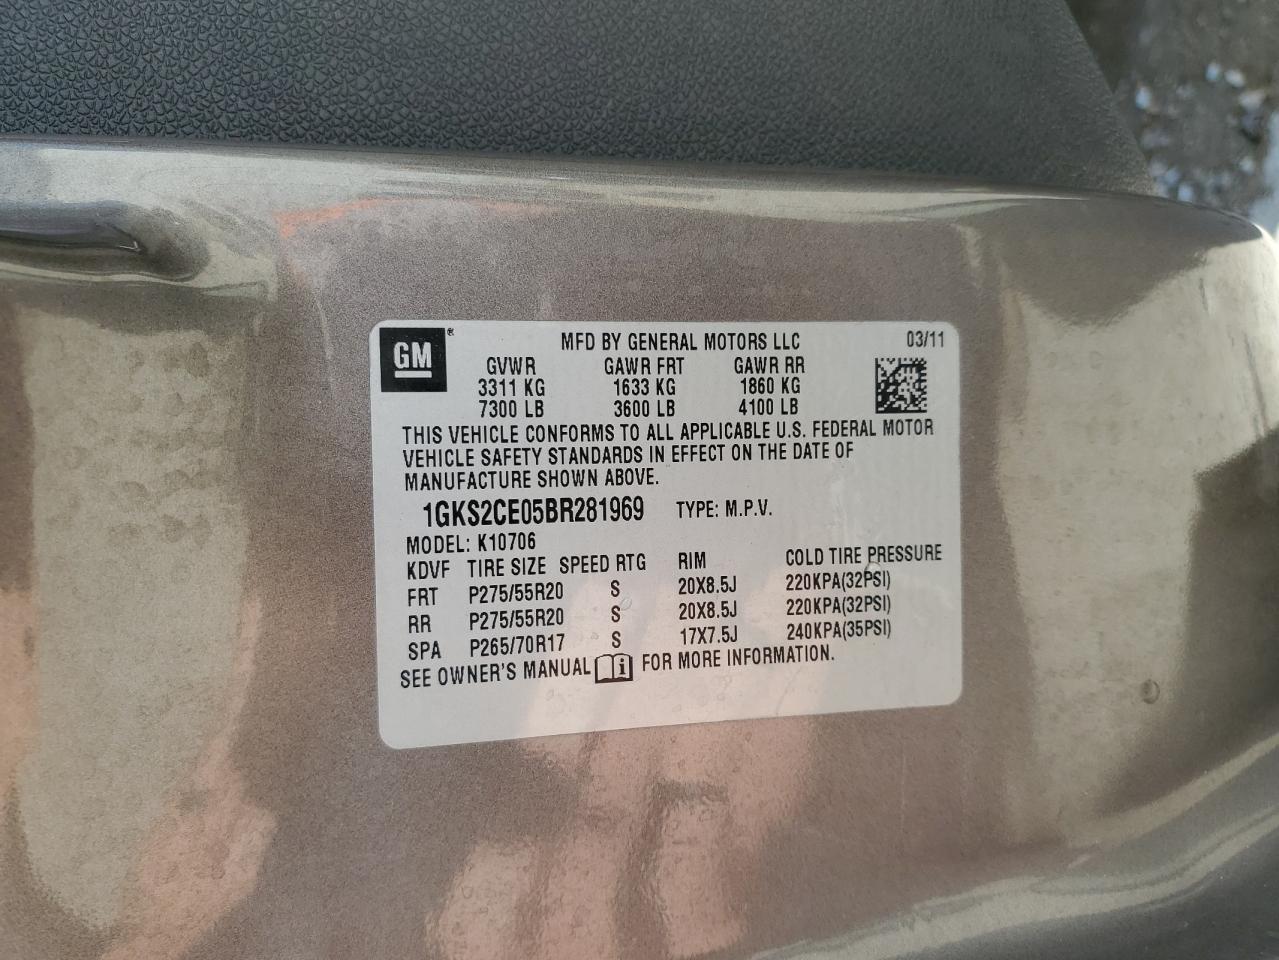 GM ®
MFD BY GENERAL MOTORS LLC 03/11
GVWR GAWR FRT GAWR RR
3311 KG 1633 KG 1860 KG
7300 LB 3600 LB 4100 LB
THIS VEHICLE CONFORMS TO ALL APPLICABLE U.S. FEDERAL MOTOR
VEHICLE SAFETY STANDARDS IN EFFECT ON THE DATE OF
MANUFACTURE SHOWN ABOVE.
1GKS2CE05BR281969 TYPE: M.P.V.
MODEL: K10706
KDVF TIRE SIZE SPEED RTG RIM COLD TIRE PRESSURE
FRT P275/55R20 S 20X8.5J 220KPA(32PSI)
RR P275/55R20 S 20X8.5J 220KPA(32PSI)
SPA P265/70R17 S 17X7.5J 240KPA(35PSI)
SEE OWNER'S MANUAL i FOR MORE INFORMATION.